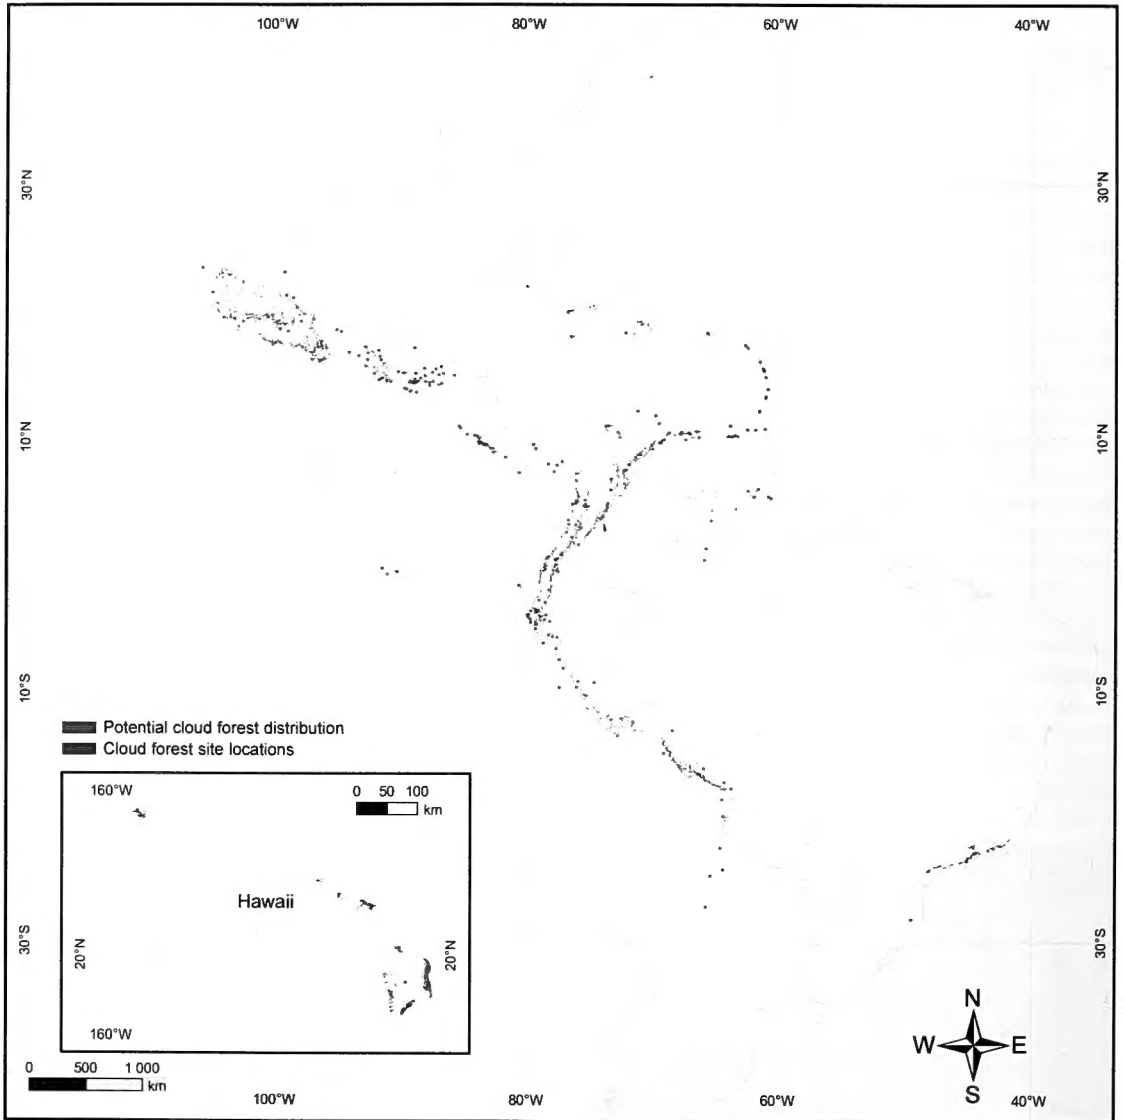 100°W 80°W 60°W 40°W
30°N 30°N
10°N 10°N
10°S 10°S
Potential cloud forest distribution
Cloud forest site locations
160°W
0 50 100
km
Hawaii
20°N 20°N
30°S 30°S
160°W
N
W E
S
0 500 1 000
km
100°W 80°W 60°W 40°W